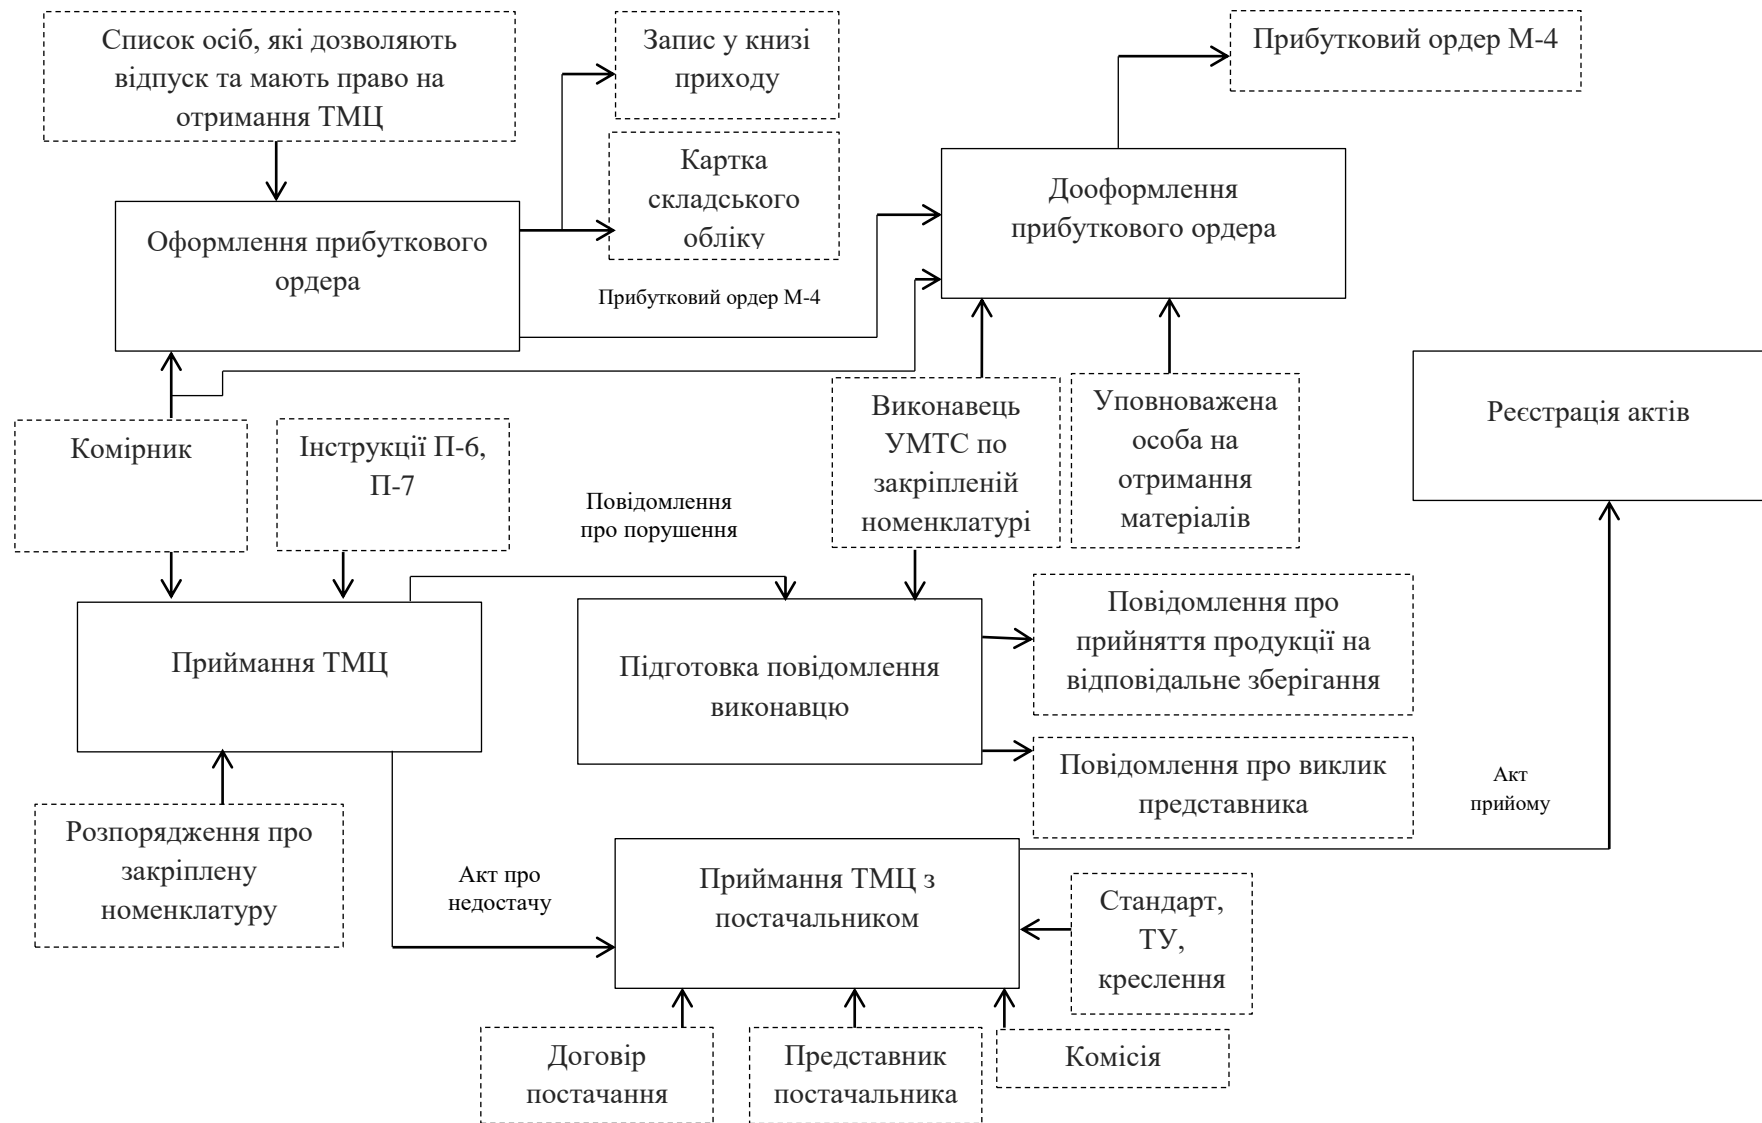 Список осіб, які дозволяють
відпуск та мають право на
отримання ТМЦ
Запис у книзі
приходу
Прибутковий ордер М-4
Картка
складського
обліку
Дооформлення
прибуткового ордера
Оформлення прибуткового
ордера
Прибутковий ордер М-4
Комірник
Інструкції П-6,
П-7
Виконавець
УМТС по
закріпленій
номенклатурі
Уповноважена
особа на
отримання
матеріалів
Реєстрація актів
Повідомлення
про порушення
Приймання ТМЦ
Підготовка повідомлення
виконавцю
Повідомлення про
прийняття продукції на
відповідальне зберігання
Повідомлення про виклик
представника
Акт
прийому
Розпорядження про
закріплену
номенклатуру
Акт про
недостачу
Приймання ТМЦ з
постачальником
Стандарт,
ТУ,
креслення
Договір
постачання
Представник
постачальника
Комісія